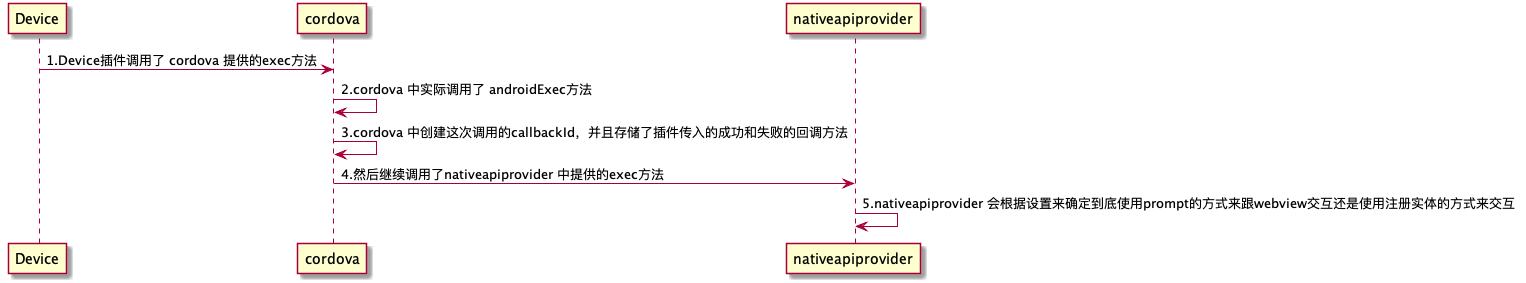 Device
cordova
nativeapiprovider
1.Device插件调用了 cordova 提供的exec方法
2.cordova 中实际调用了 androidExec方法
3.cordova 中创建这次调用的callbackId，并且存储了插件传入的成功和失败的回调方法
4.然后继续调用了nativeapiprovider 中提供的exec方法
5.nativeapiprovider 会根据设置来确定到底使用prompt的方式来跟webview交互还是使用注册实体的方式来交互
Device
cordova
nativeapiprovider